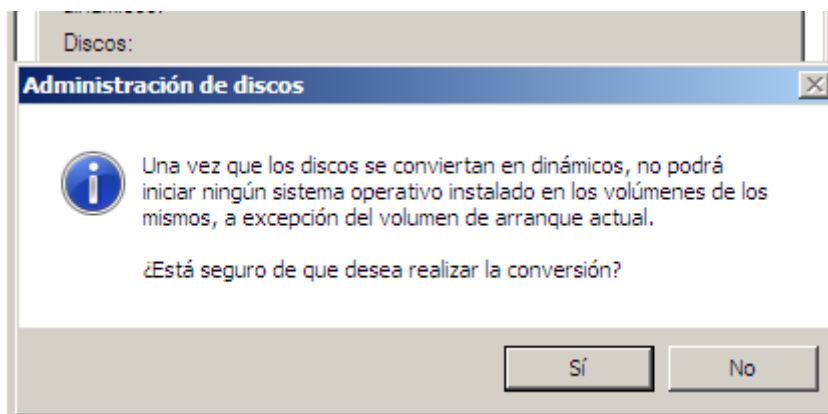 Discos:
Administración de discos
Una vez que los discos se conviertan en dinámicos, no podrá
iniciar ningún sistema operativo instalado en los volúmenes de los
mismos, a excepción del volumen de arranque actual.
¿Está seguro de que desea realizar la conversión?
Sí
No